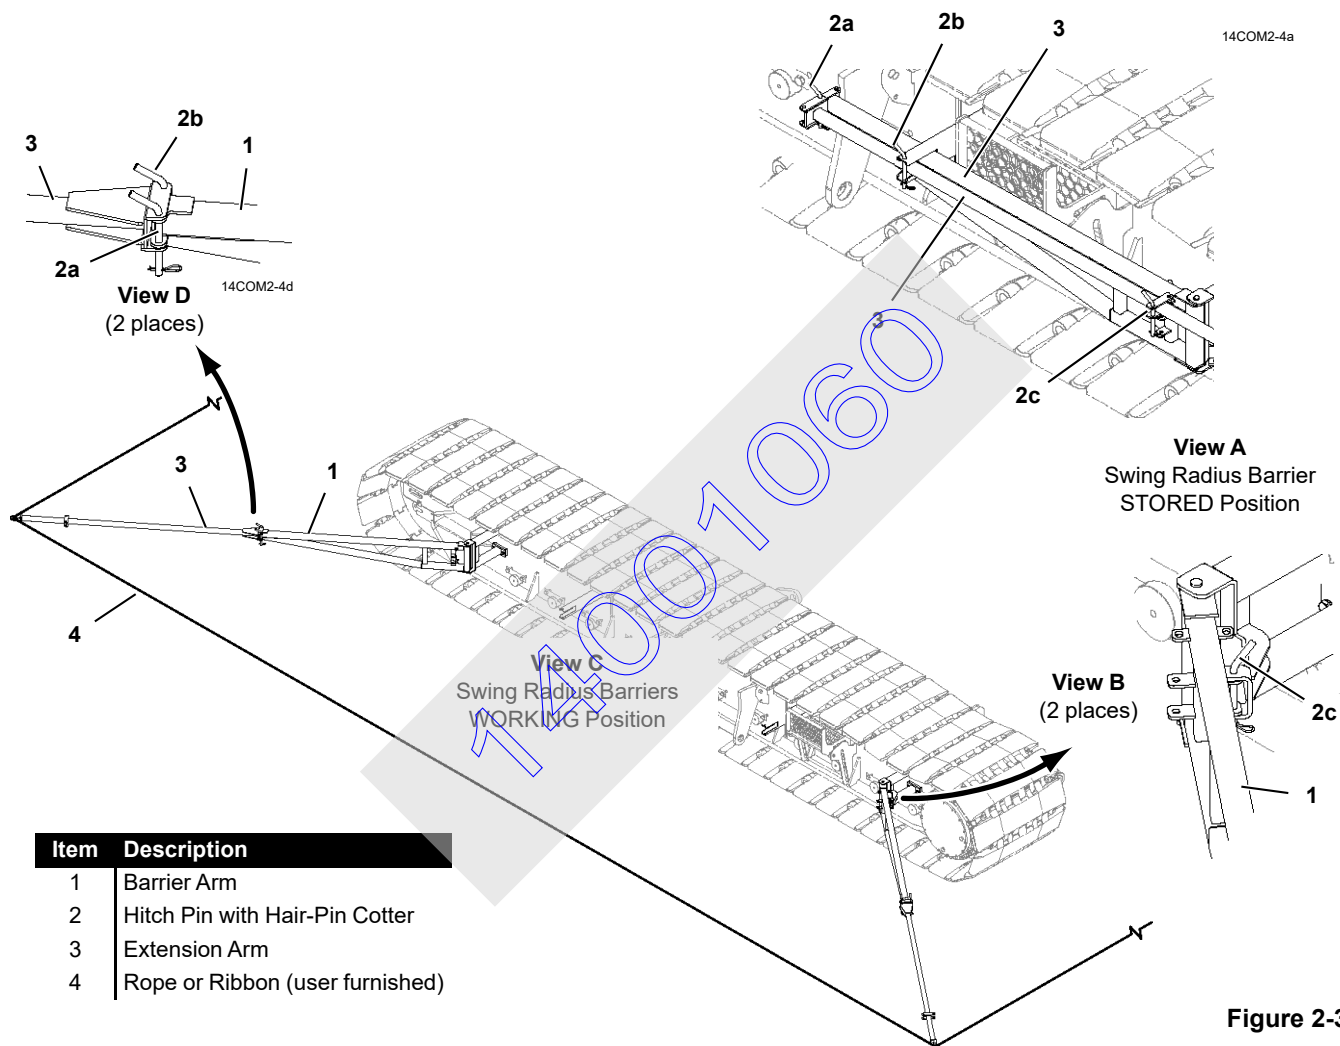 2a
2b
3
14COM2-4a
2b
3
1
2a
14COM2-4d
View D
(2 places)
3
2c
View A
Swing Radius Barrier
STORED Position
3
1
4
View C
Swing Radius Barriers
WORKING Position
View B
(2 places)
2c
1
14001060
Item Description
1 Barrier Arm
2 Hitch Pin with Hair-Pin Cotter
3 Extension Arm
4 Rope or Ribbon (user furnished)
Figure 2-3